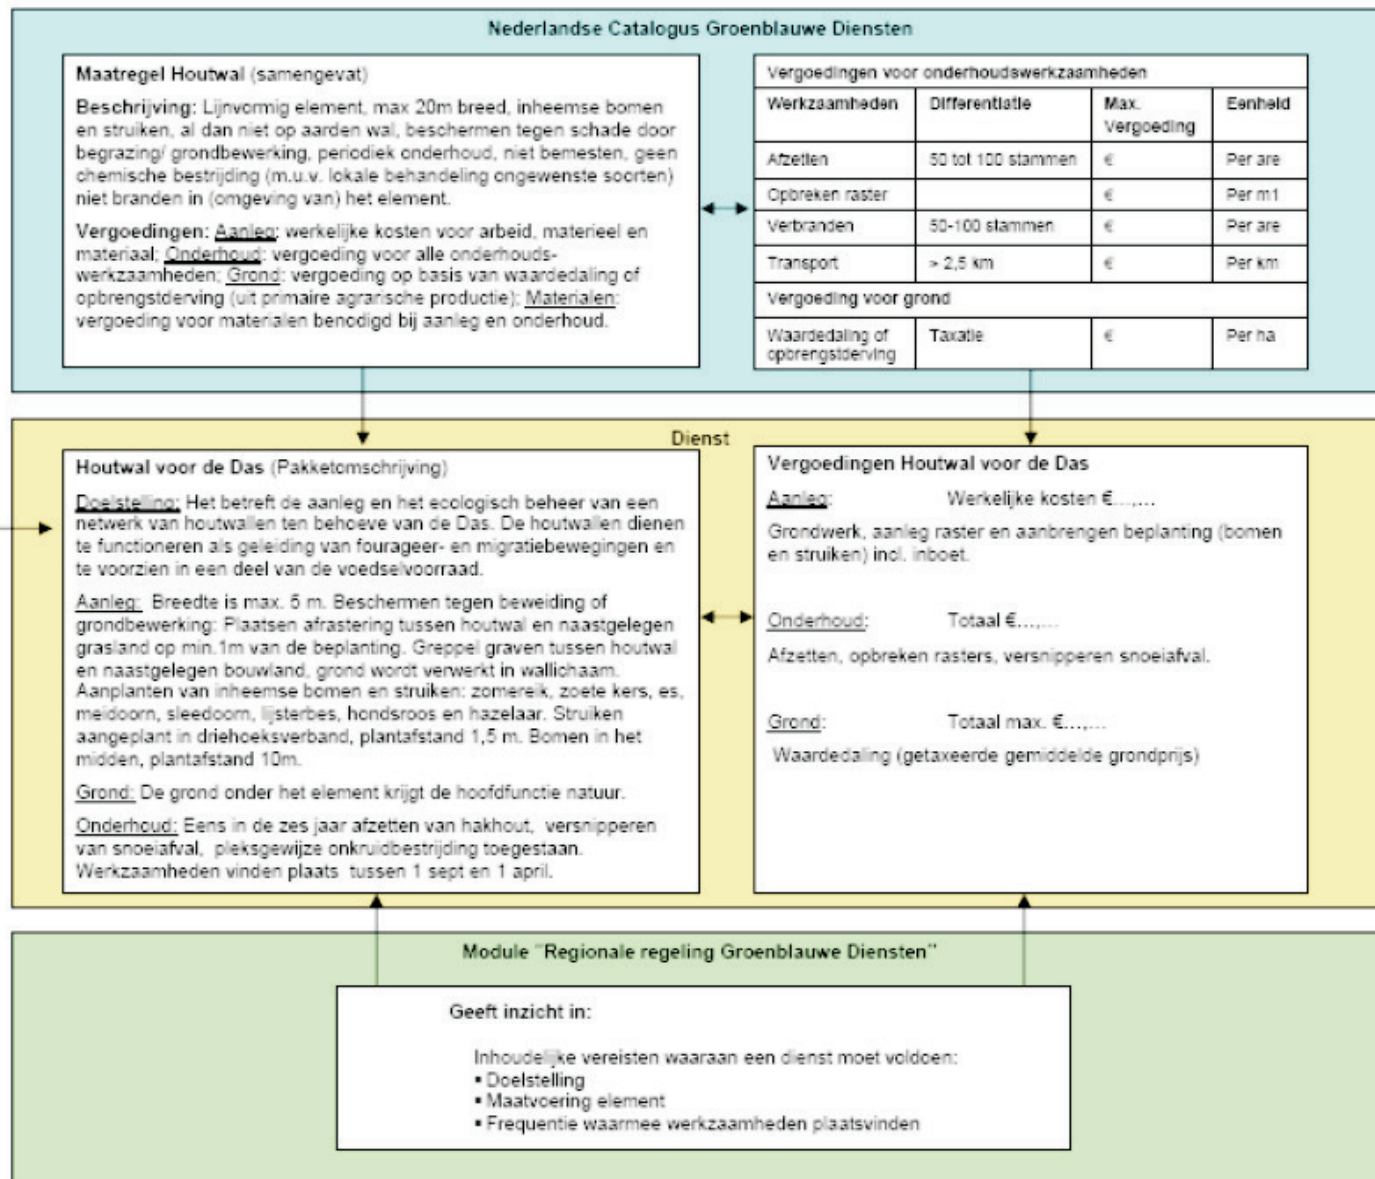 Nederlandse Catalogus Groenblauwe Diensten
Maatregel Houtwal (samengevat)
Beschrijving: Lijnvormig element, max 20m breed, inheemse bomen
en struiken, al dan niet op aarden wal, beschermen tegen schade door
begrazing/ grondbewerking, periodiek onderhoud, niet bemesten, geen
chemische bestrijding (m.u.v. lokale behandeling ongewenste soorten)
niet branden in (omgeving van) het element.
Vergoedingen: Aanleg: werkelijke kosten voor arbeid, materieel en
materiaal; Onderhoud: vergoeding voor alle onderhouds-
werkzaamheden; Grond: vergoeding op basis van waardedaling of
opbrengstderving (uit primaire agrarische productie); Materialen:
vergoeding voor materialen benodigd bij aanleg en onderhoud.
Vergoedingen voor onderhoudswerkzaamheden
Werkzaamheden Differentiatie Max. Vergoeding Eenheid
Afzetten 50 tot 100 stammen € Per are
Opbreken raster € Per m1
Verbranden 50-100 stammen € Per are
Transport > 2,5 km € Per km
Vergoeding voor grond
Waardedaling of opbrengstderving Taxatie € Per ha
Dienst
Houtwal voor de Das (Pakketomschrijving)
Doelstelling: Het betreft de aanleg en het ecologisch beheer van een
netwerk van houtwallen ten behoeve van de Das. De houtwallen dienen
te functioneren als geleiding van fourageer- en migratiebewegingen en
te voorzien in een deel van de voedselvoorraad.
Aanleg: Breedte is max. 5 m. Beschermen tegen beweiding of
grondbewerking: Plaatsen afrastering tussen houtwal en naastgelegen
grasland op min.1m van de beplanting. Greppel graven tussen houtwal
en naastgelegen bouwland, grond wordt verwerkt in wallichaam.
Aanplanten van inheemse bomen en struiken: zomereik, zoete kers, es,
meidoorn, sleedoorn, lijsterbes, hondsroos en hazelaar. Struiken
aangeplant in driehoeksverband, plantafstand 1,5 m. Bomen in het
midden, plantafstand 10m.
Grond: De grond onder het element krijgt de hoofdfunctie natuur.
Onderhoud: Eens in de zes jaar afzetten van hakhout, versnipperen
van snoeiafval, pleksgewijze onkruidbestrijding toegestaan.
Werkzaamheden vinden plaats tussen 1 sept en 1 april.
Vergoedingen Houtwal voor de Das
Aanleg: Werkelijke kosten €...,...
Grondwerk, aanleg raster en aanbrengen beplanting (bomen
en struiken) incl. inboet.
Onderhoud: Totaal €...,...
Afzetten, opbreken rasters, versnipperen snoeiafval.
Grond: Totaal max. €...,...
Waardedaling (getaxeerde gemiddelde grondprijs)
Module "Regionale regeling Groenblauwe Diensten"
Geeft inzicht in:
Inhoudelijke vereisten waaraan een dienst moet voldoen:
▪ Doelstelling
▪ Maatvoering element
▪ Frequentie waarmee werkzaamheden plaatsvinden